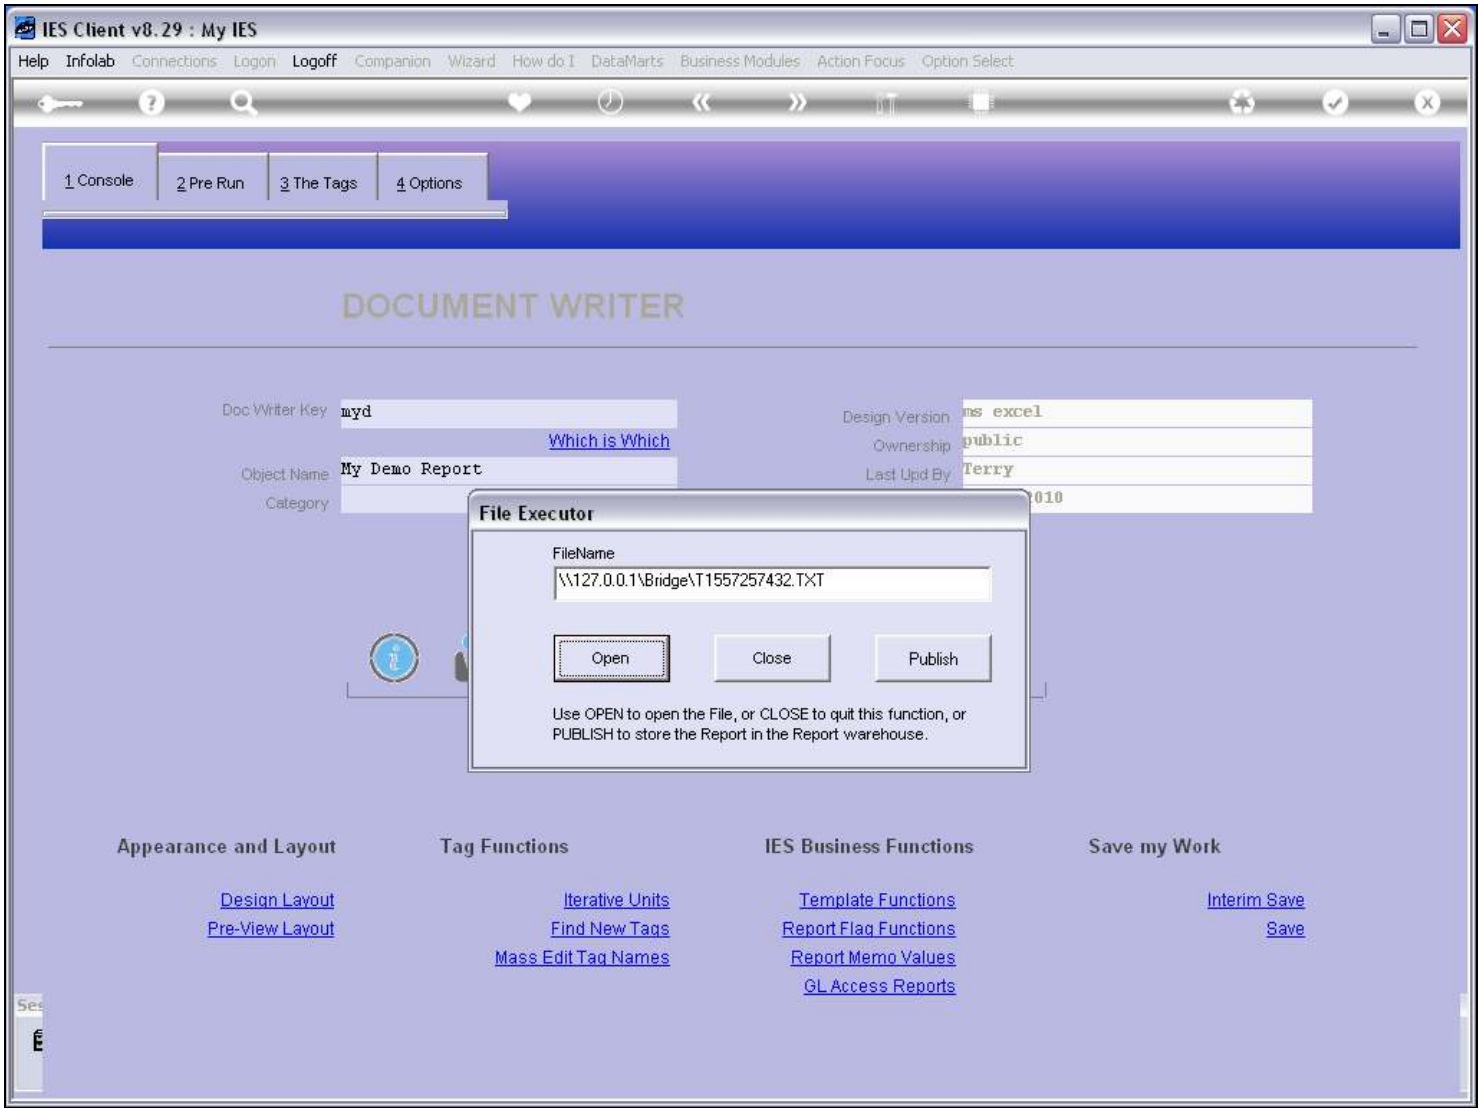 IES Client v8.29 : My IES
Help Infolab Connections Logon Logoff Companion Wizard How do I DataMarts Business Modules Action Focus Option Select
1 Console
2 Pre Run
3 The Tags
4 Options
DOCUMENT WRITER
Doc Writer Key myd
Design Version ms excel
Which is Which
Ownership public
Object Name My Demo Report
Last Upd By Terry
Category
2010
File Executor
FileName
\\127.0.0.1\Bridge\T1557257432.TXT
Open Close Publish
Use OPEN to open the File, or CLOSE to quit this function, or
PUBLISH to store the Report in the Report warehouse.
Appearance and Layout
Tag Functions
IES Business Functions
Save my Work
Design Layout
Iterative Units
Template Functions
Interim Save
Pre-View Layout
Find New Tags
Report Flag Functions
Save
Mass Edit Tag Names
Report Memo Values
GL Access Reports